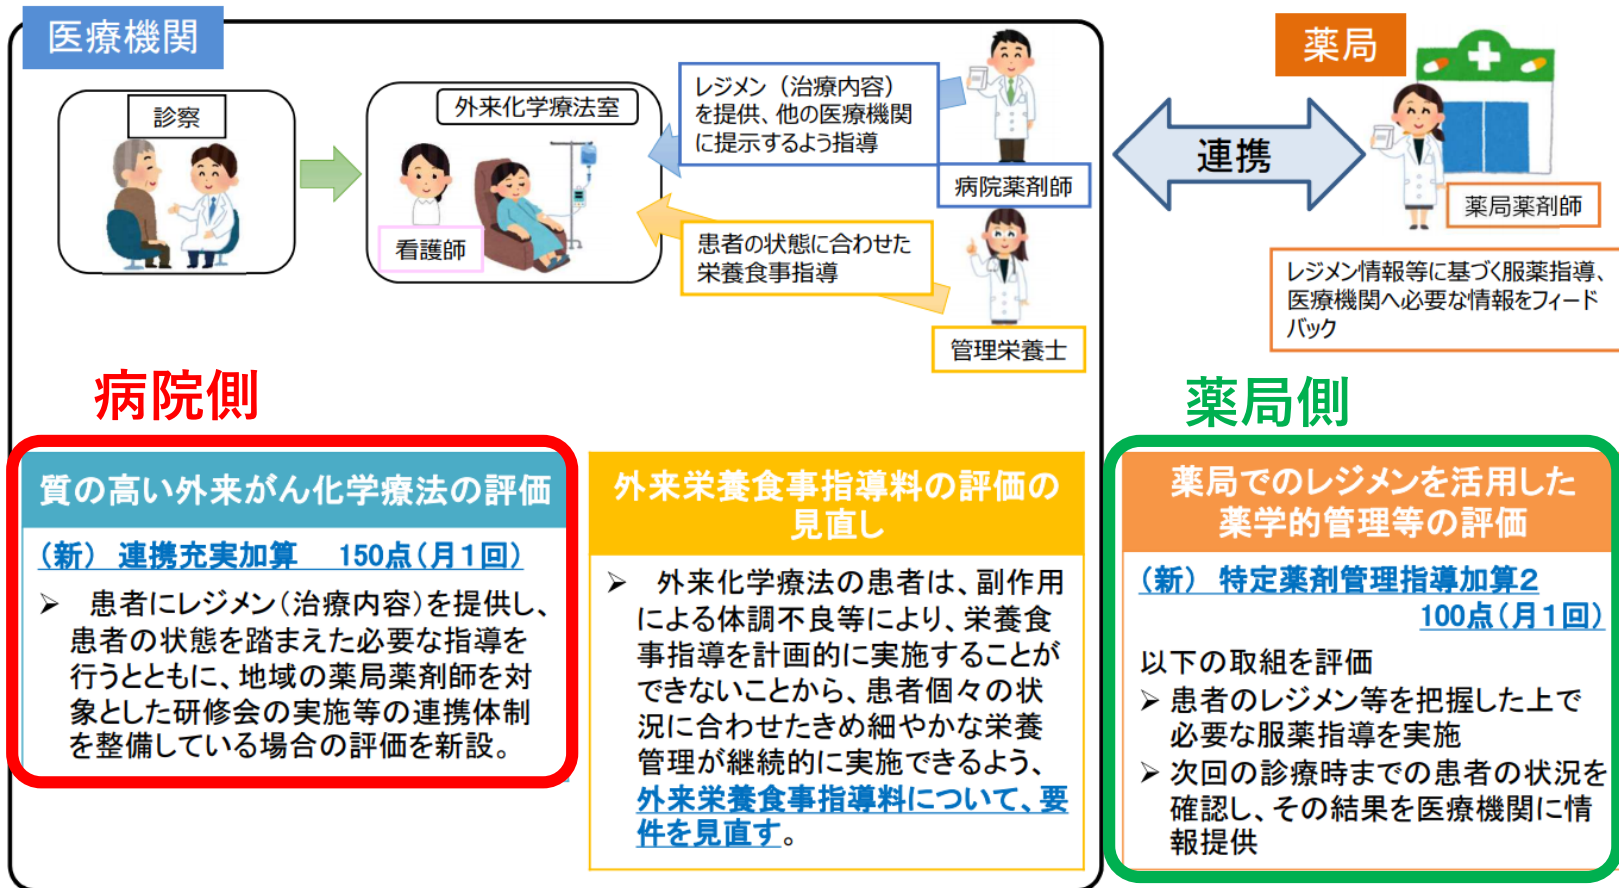 医療機関
診察
外来化学療法室
看護師
レジメン（治療内容）
を提供、他の医療機関
に提示するよう指導
病院薬剤師
患者の状態に合わせた
栄養食事指導
管理栄養士
連携
薬局
薬局薬剤師
レジメン情報等に基づく服薬指導、
医療機関へ必要な情報をフィード
バック
病院側
質の高い外来がん化学療法の評価
（新） 連携充実加算 150点（月１回）
➢ 患者にレジメン（治療内容）を提供し、
患者の状態を踏まえた必要な指導を
行うとともに、地域の薬局薬剤師を対
象とした研修会の実施等の連携体制
を整備している場合の評価を新設。
外来栄養食事指導料の評価の
見直し
➢ 外来化学療法の患者は、副作用
による体調不良等により、栄養食
事指導を計画的に実施することが
できないことから、患者個々の状
況に合わせたきめ細やかな栄養
管理が継続的に実施できるよう、
外来栄養食事指導料について、要
件を見直す。
薬局側
薬局でのレジメンを活用した
薬学的管理等の評価
（新） 特定薬剤管理指導加算２
100点（月１回）
以下の取組を評価
➢ 患者のレジメン等を把握した上で
必要な服薬指導を実施
➢ 次回の診療時までの患者の状況を
確認し、その結果を医療機関に情
報提供